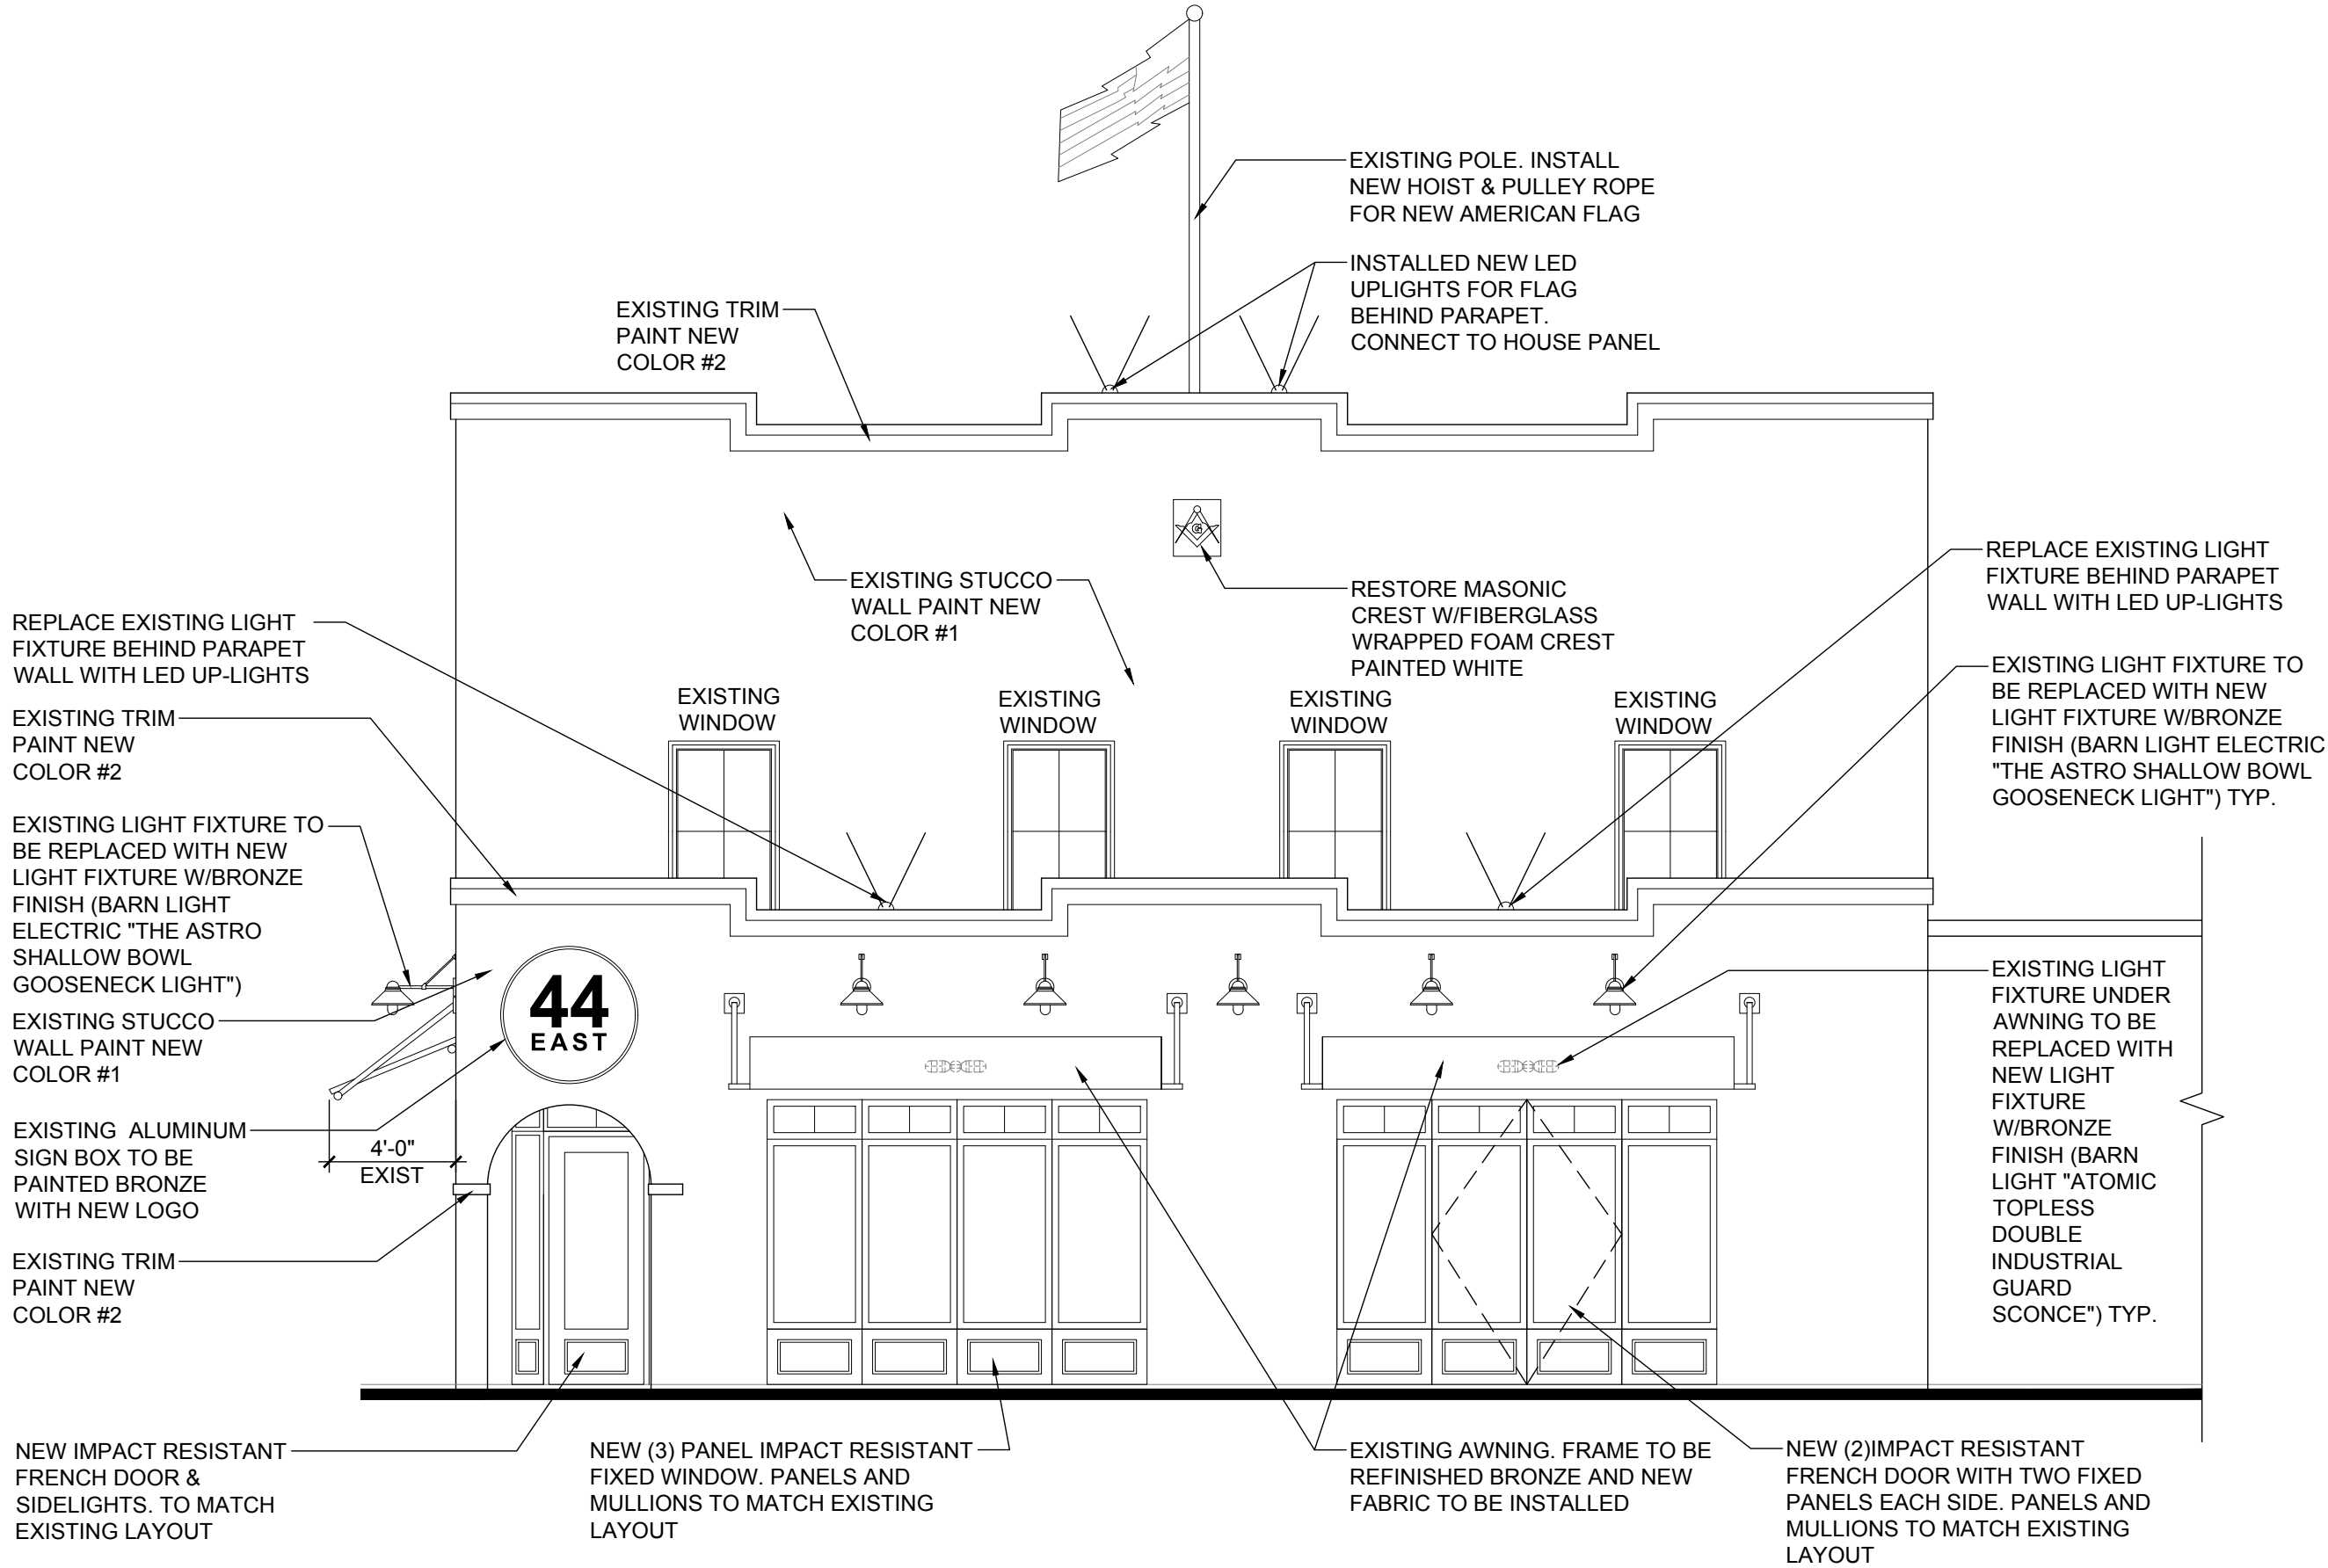 EXISTING POLE. INSTALL
NEW HOIST & PULLEY ROPE
FOR NEW AMERICAN FLAG
INSTALLED NEW LED
UPLIGHTS FOR FLAG
BEHIND PARAPET.
CONNECT TO HOUSE PANEL
EXISTING TRIM
PAINT NEW
COLOR #2
G
EXISTING STUCCO
WALL PAINT NEW
COLOR #1
RESTORE MASONIC
CREST W/FIBERGLASS
WRAPPED FOAM CREST
PAINTED WHITE
REPLACE EXISTING LIGHT
FIXTURE BEHIND PARAPET
WALL WITH LED UP-LIGHTS
EXISTING LIGHT FIXTURE TO
BE REPLACED WITH NEW
LIGHT FIXTURE W/BRONZE
FINISH (BARN LIGHT ELECTRIC
"THE ASTRO SHALLOW BOWL
GOOSENECK LIGHT") TYP.
EXISTING LIGHT
FIXTURE UNDER
AWNING TO BE
REPLACED WITH
NEW LIGHT
FIXTURE
W/BRONZE
FINISH (BARN
LIGHT "ATOMIC
TOPLESS
DOUBLE
INDUSTRIAL
GUARD
SCONCE") TYP.
REPLACE EXISTING LIGHT
FIXTURE BEHIND PARAPET
WALL WITH LED UP-LIGHTS
EXISTING TRIM
PAINT NEW
COLOR #2
EXISTING LIGHT FIXTURE TO
BE REPLACED WITH NEW
LIGHT FIXTURE W/BRONZE
FINISH (BARN LIGHT
ELECTRIC "THE ASTRO
SHALLOW BOWL
GOOSENECK LIGHT")
EXISTING STUCCO
WALL PAINT NEW
COLOR #1
EXISTING ALUMINUM
SIGN BOX TO BE
PAINTED BRONZE
WITH NEW LOGO
EXISTING TRIM
PAINT NEW
COLOR #2
EXISTING
WINDOW
EXISTING
WINDOW
EXISTING
WINDOW
EXISTING
WINDOW
44
EAST
4'-0"
EXIST
NEW IMPACT RESISTANT
FRENCH DOOR &
SIDELIGHTS. TO MATCH
EXISTING LAYOUT
NEW (3) PANEL IMPACT RESISTANT
FIXED WINDOW. PANELS AND
MULLIONS TO MATCH EXISTING
LAYOUT
EXISTING AWNING. FRAME TO BE
REFINISHED BRONZE AND NEW
FABRIC TO BE INSTALLED
NEW (2)IMPACT RESISTANT
FRENCH DOOR WITH TWO FIXED
PANELS EACH SIDE. PANELS AND
MULLIONS TO MATCH EXISTING
LAYOUT